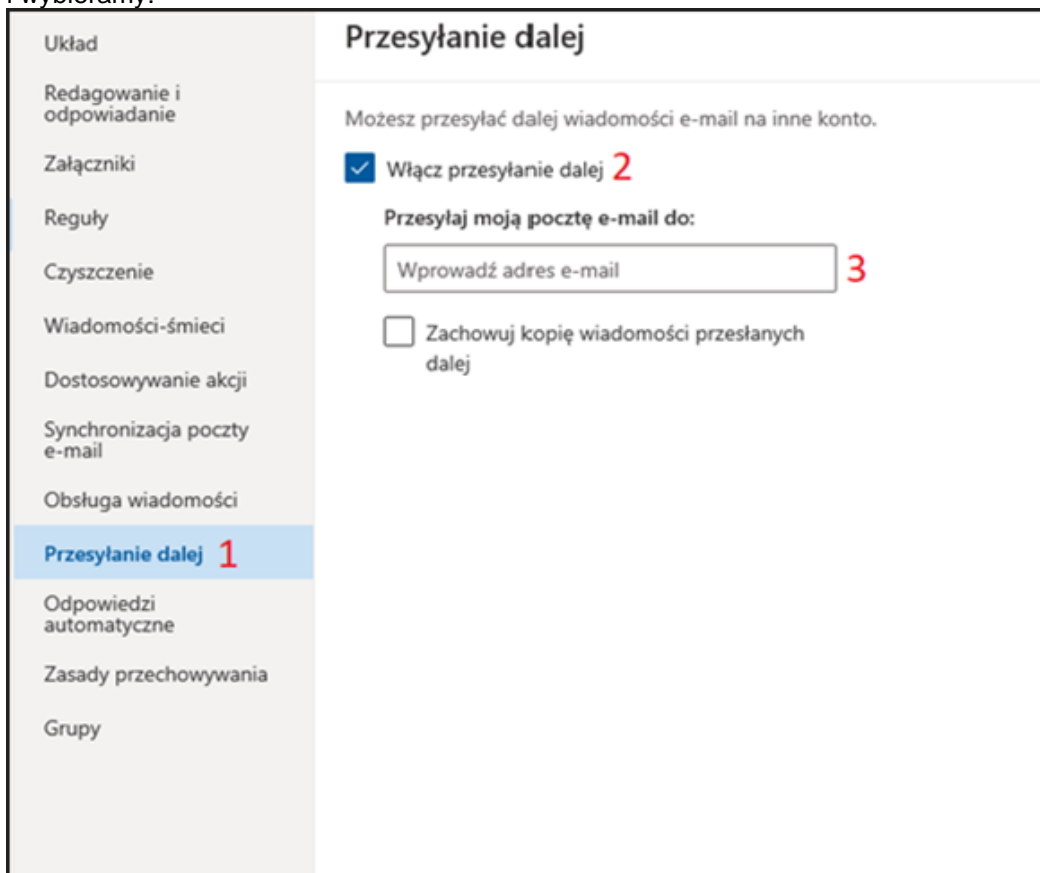 i wybieramy:
Układ
Redagowanie i
odpowiadanie
Załączniki
Reguły
Czyszczenie
Wiadomości-śmieci
Dostosowywanie akcji
Synchronizacja poczty
e-mail
Obsługa wiadomości
Przesyłanie dalej 1
Odpowiedzi
automatyczne
Zasady przechowywania
Grupy
Przesyłanie dalej
Możesz przesyłać dalej wiadomości e-mail na inne konto.
Włącz przesyłanie dalej 2
Przesyłaj moją pocztę e-mail do:
Wprowadź adres e-mail 3
Zachowuj kopię wiadomości przesłanych
dalej